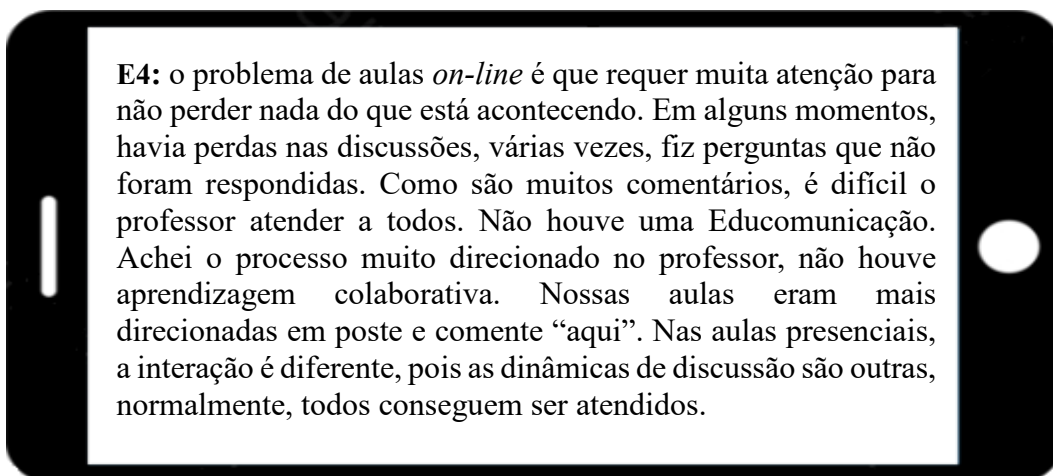 E4: o problema de aulas on-line é que requer muita atenção para
não perder nada do que está acontecendo. Em alguns momentos,
havia perdas nas discussões, várias vezes, fiz perguntas que não
foram respondidas. Como são muitos comentários, é difícil o
professor atender a todos. Não houve uma Educomunicação.
Achei o processo muito direcionado no professor, não houve
aprendizagem colaborativa. Nossas aulas eram mais
direcionadas em poste e comente “aqui”. Nas aulas presenciais,
a interação é diferente, pois as dinâmicas de discussão são outras,
normalmente, todos conseguem ser atendidos.